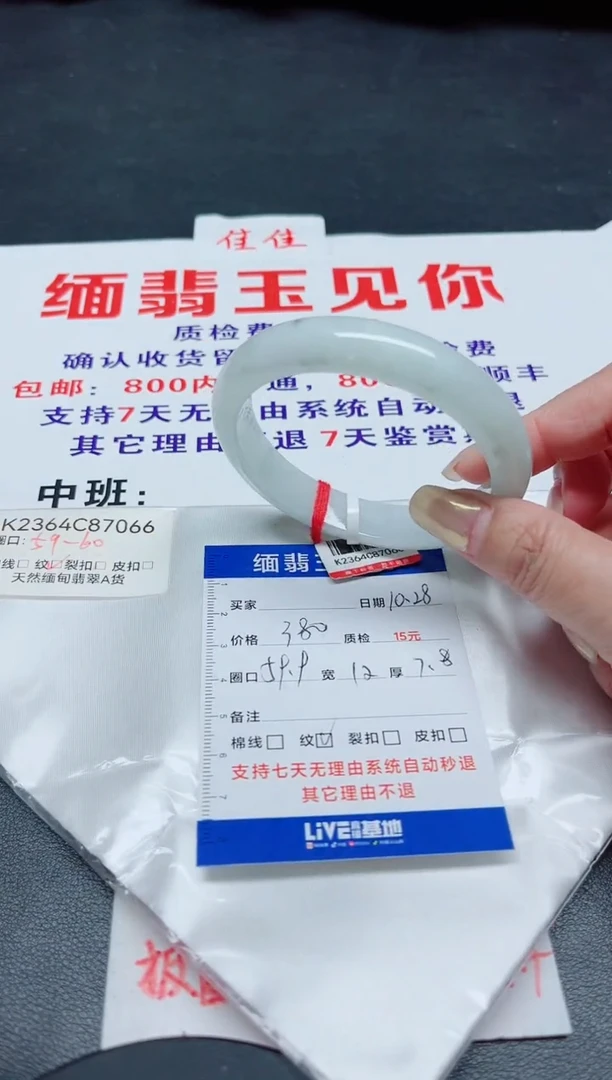 佳佳
缅翡玉见你
质检费
确认收货留 费
包邮：800内 通，80 顺丰
支持7天无 由系统自动 退
其它理由 退 7天鉴赏
中班：
K2364C87066
圈口：59-60
线□ 纹☑ 裂扣□ 皮扣□
天然缅甸翡翠A货
K2364C8706
缅翡
买家 日期 10.28
价格 380 质检 15元
圈口 59.9 宽 12 厚 7.8
备注
棉线□ 纹☑ 裂扣□ 皮扣□
支持七天无理由系统自动秒退
其它理由不退
LiVE 基地